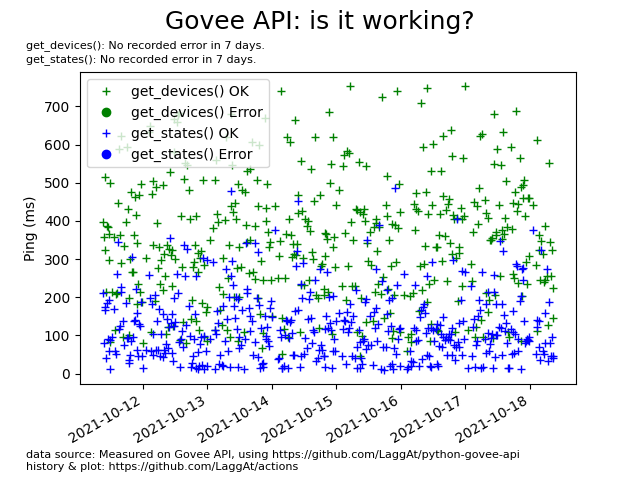 Govee API: is it working?
get_devices(): No recorded error in 7 days.
get_states(): No recorded error in 7 days.
get_devices() OK
get_devices() Error
get_states() OK
get_states() Error
Ping (ms)
700
600
500
400
300
200
100
0
2021-10-12
2021-10-13
2021-10-14
2021-10-15
2021-10-16
2021-10-17
2021-10-18
data source: Measured on Govee API, using https://github.com/LaggAt/python-govee-api
history & plot: https://github.com/LaggAt/actions